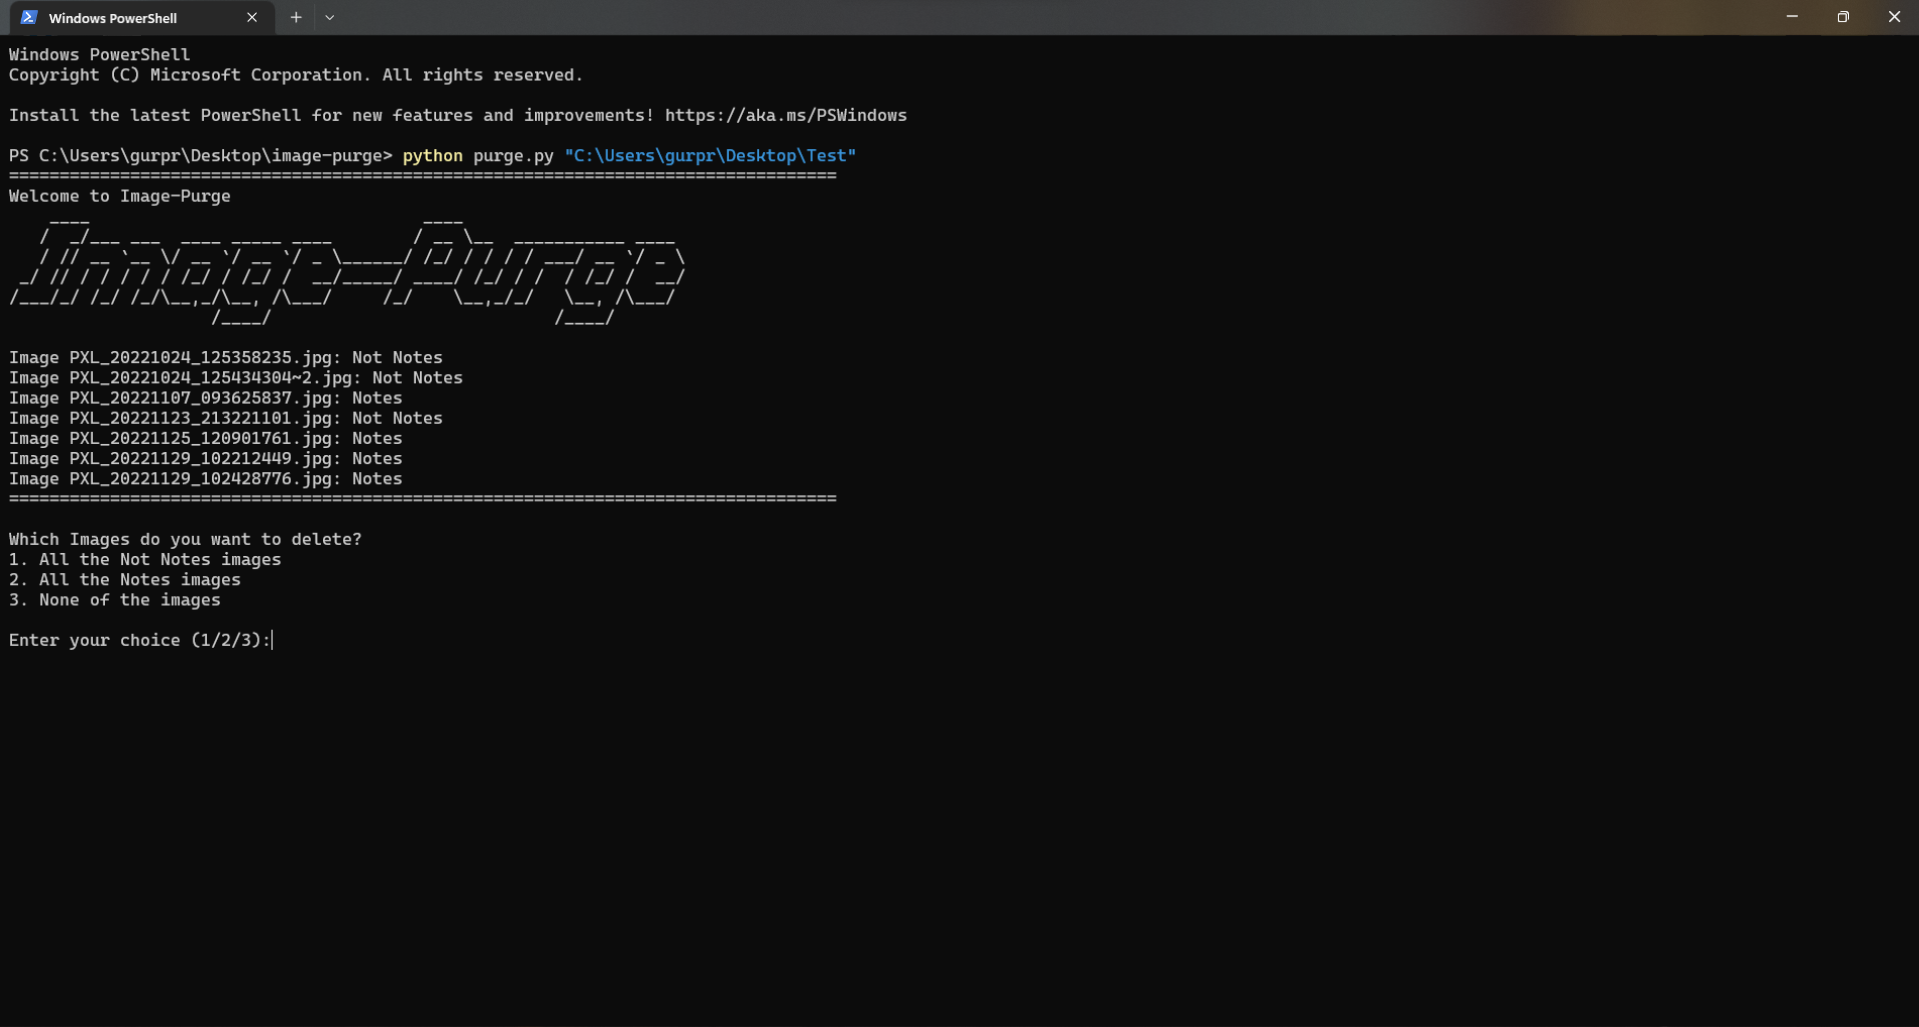 Windows PowerShell
Windows PowerShell
Copyright (C) Microsoft Corporation. All rights reserved.
Install the latest PowerShell for new features and improvements! https://aka.ms/PSWindows
PS C:\Users\gurpr\Desktop\image-purge> python purge.py "C:\Users\gurpr\Desktop\Test"
=================================================================================
Welcome to Image-Purge
Image-Purge
Image PXL_20221024_125358235.jpg: Not Notes
Image PXL_20221024_125434304~2.jpg: Not Notes
Image PXL_20221107_093625837.jpg: Notes
Image PXL_20221123_213221101.jpg: Not Notes
Image PXL_20221125_120901761.jpg: Notes
Image PXL_20221129_102212449.jpg: Notes
Image PXL_20221129_102428776.jpg: Notes
=================================================================================
Which Images do you want to delete?
1. All the Not Notes images
2. All the Notes images
3. None of the images
Enter your choice (1/2/3):